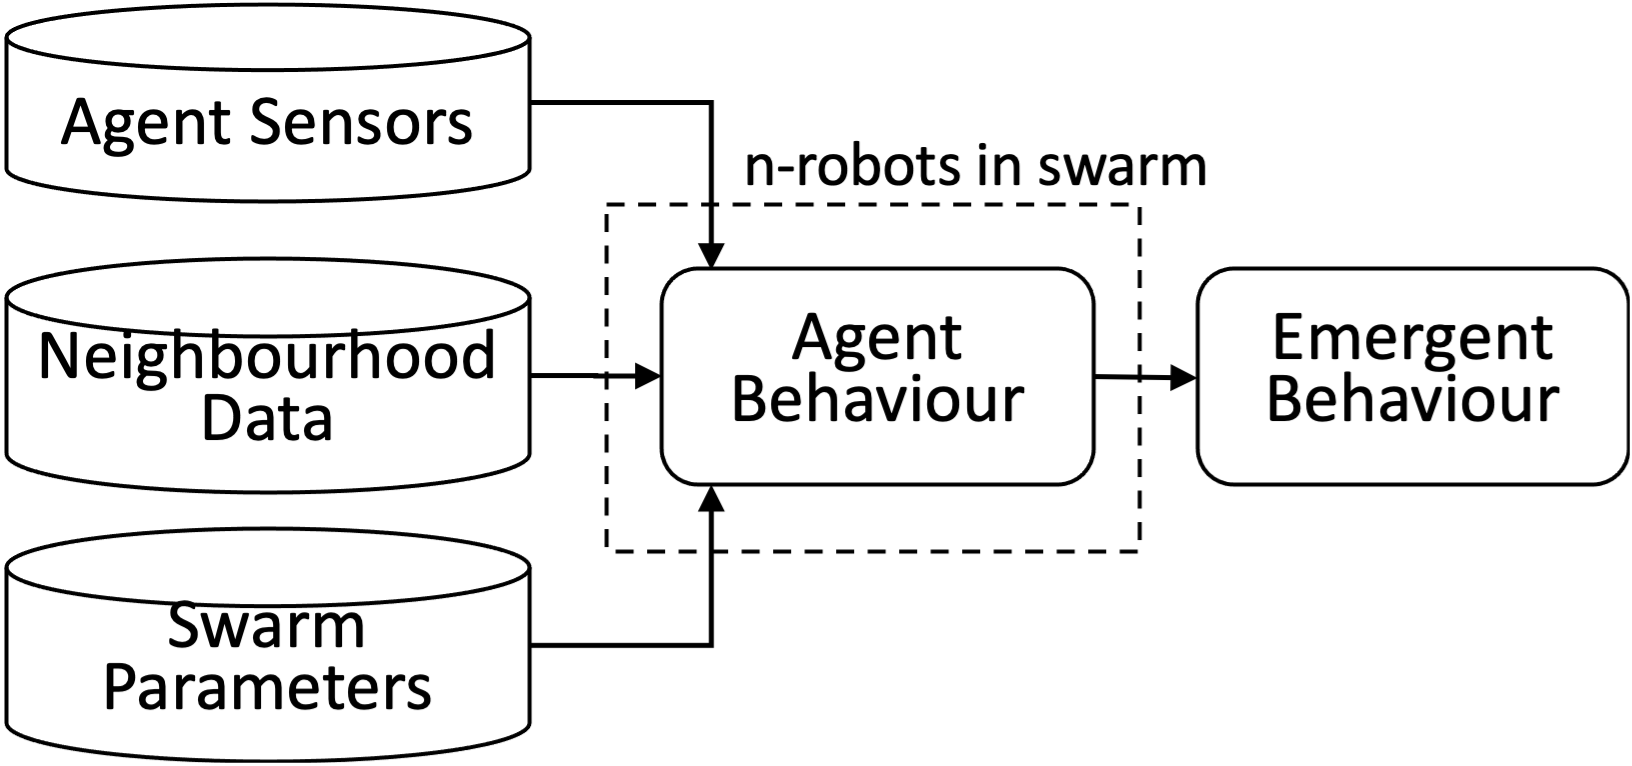 Agent Sensors
n-robots in swarm
Neighbourhood
Data
Agent
Behaviour
Emergent
Behaviour
Swarm
Parameters